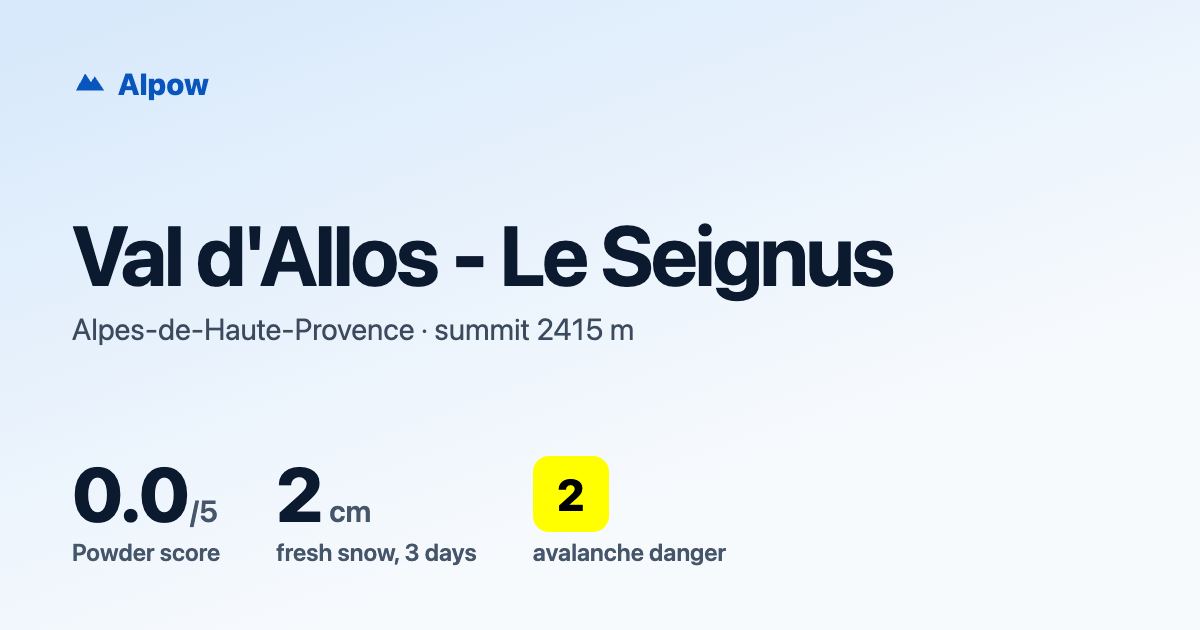 Alpow
Val d'Allos - Le Seignus
Alpes-de-Haute-Provence · summit 2415 m
0.0/5 2 cm 2
Powder score fresh snow, 3 days avalanche danger